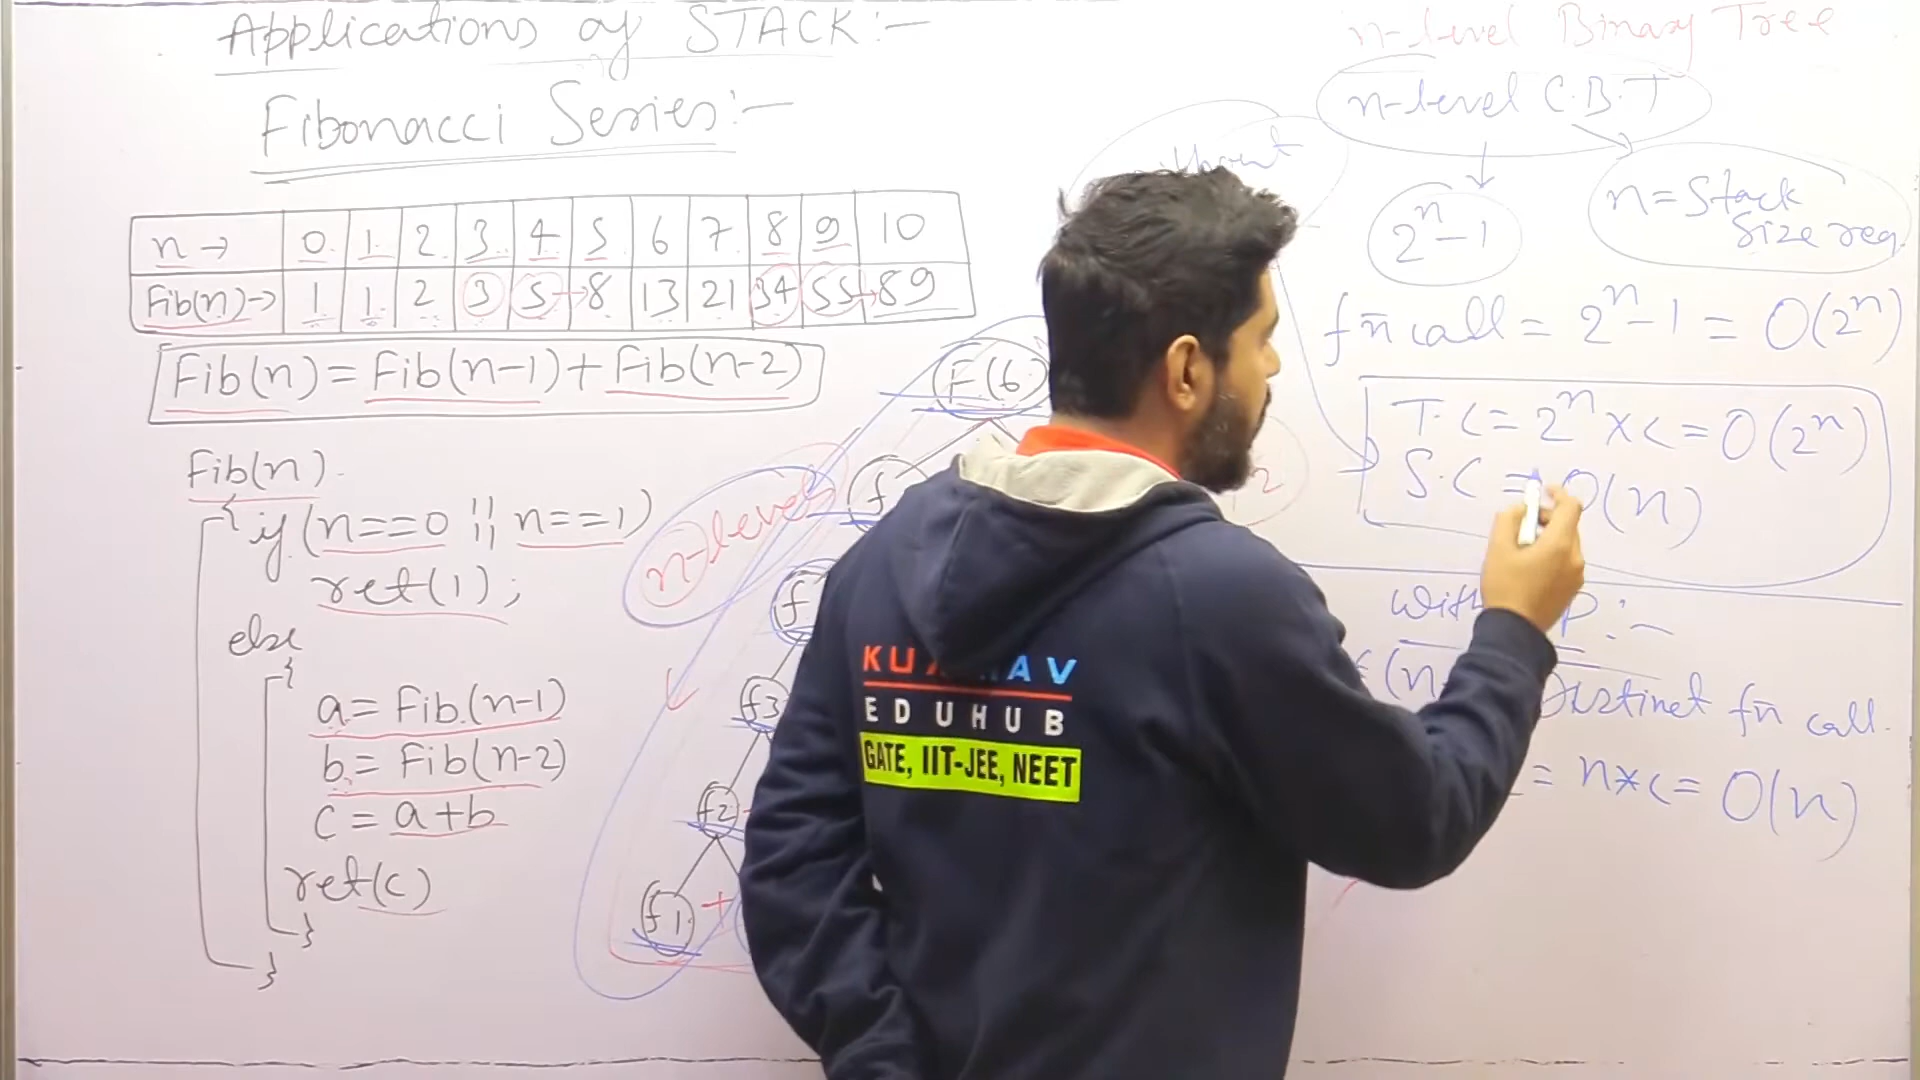 Applications of STACK:-
Fibonacci Series:-
n → 0 1 2 3 4 5 6 7 8 9 10
Fib(n)→ 1 1 2 3 5 8 13 21 34 55 89
Fib(n) = Fib(n-1) + Fib(n-2)
Fib(n)
{ if (n==0 || n==1)
ret(1);
else
{
a = Fib(n-1)
b = Fib(n-2)
c = a+b
ret(c)
}
}
n-levels
F(6)
f
f
f3
f2
f1 +
n-level Binary Tree
n-level C.B.T
2^n - 1
n = Stack
Size req.
fn call = 2^n - 1 = O(2^n)
T.C = 2^n × C = O(2^n)
S.C = O(n)
Distinct fn call.
= n*c = O(n)
KU AV
EDUHUB
GATE, IIT-JEE, NEET